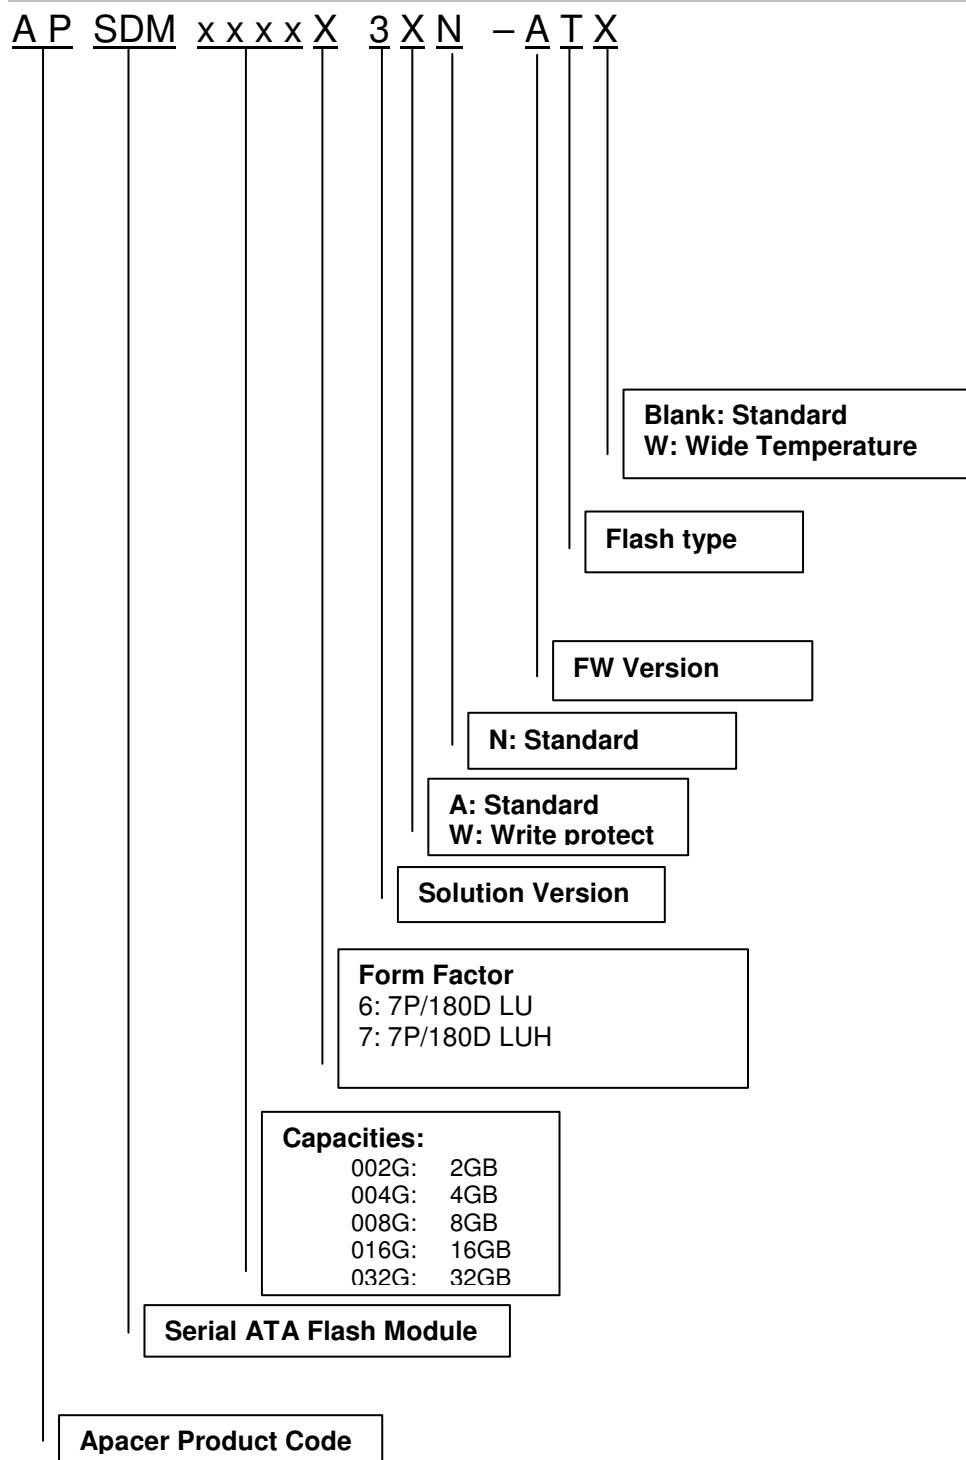 A P SDM x x x x X 3 X N – A T X
Blank: Standard
W: Wide Temperature
Flash type
FW Version
N: Standard
A: Standard
W: Write protect
Solution Version
Form Factor
6: 7P/180D LU
7: 7P/180D LUH
Capacities:
002G: 2GB
004G: 4GB
008G: 8GB
016G: 16GB
032G: 32GB
Serial ATA Flash Module
Apacer Product Code